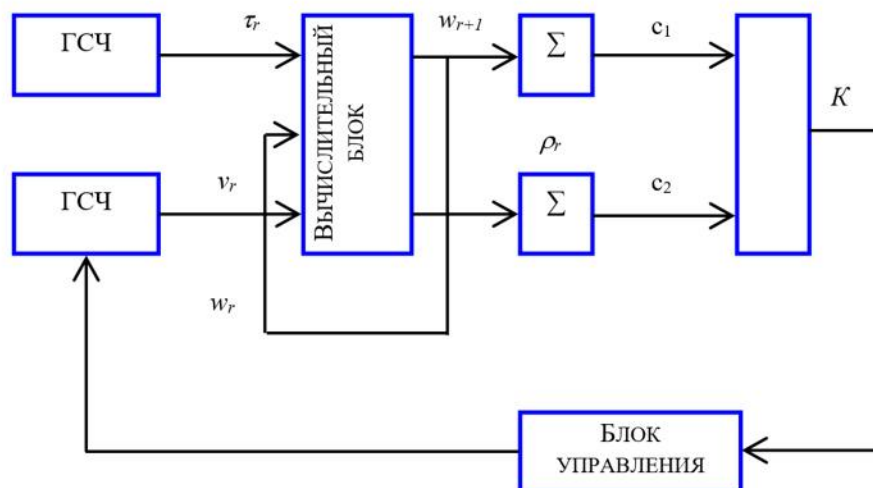 ГСЧ
τr
wr+1
Σ
c1
K
ВЫЧИСЛИТЕЛЬНЫЙ
БЛОК
ρr
ГСЧ
vr
Σ
c2
wr
БЛОК
УПРАВЛЕНИЯ